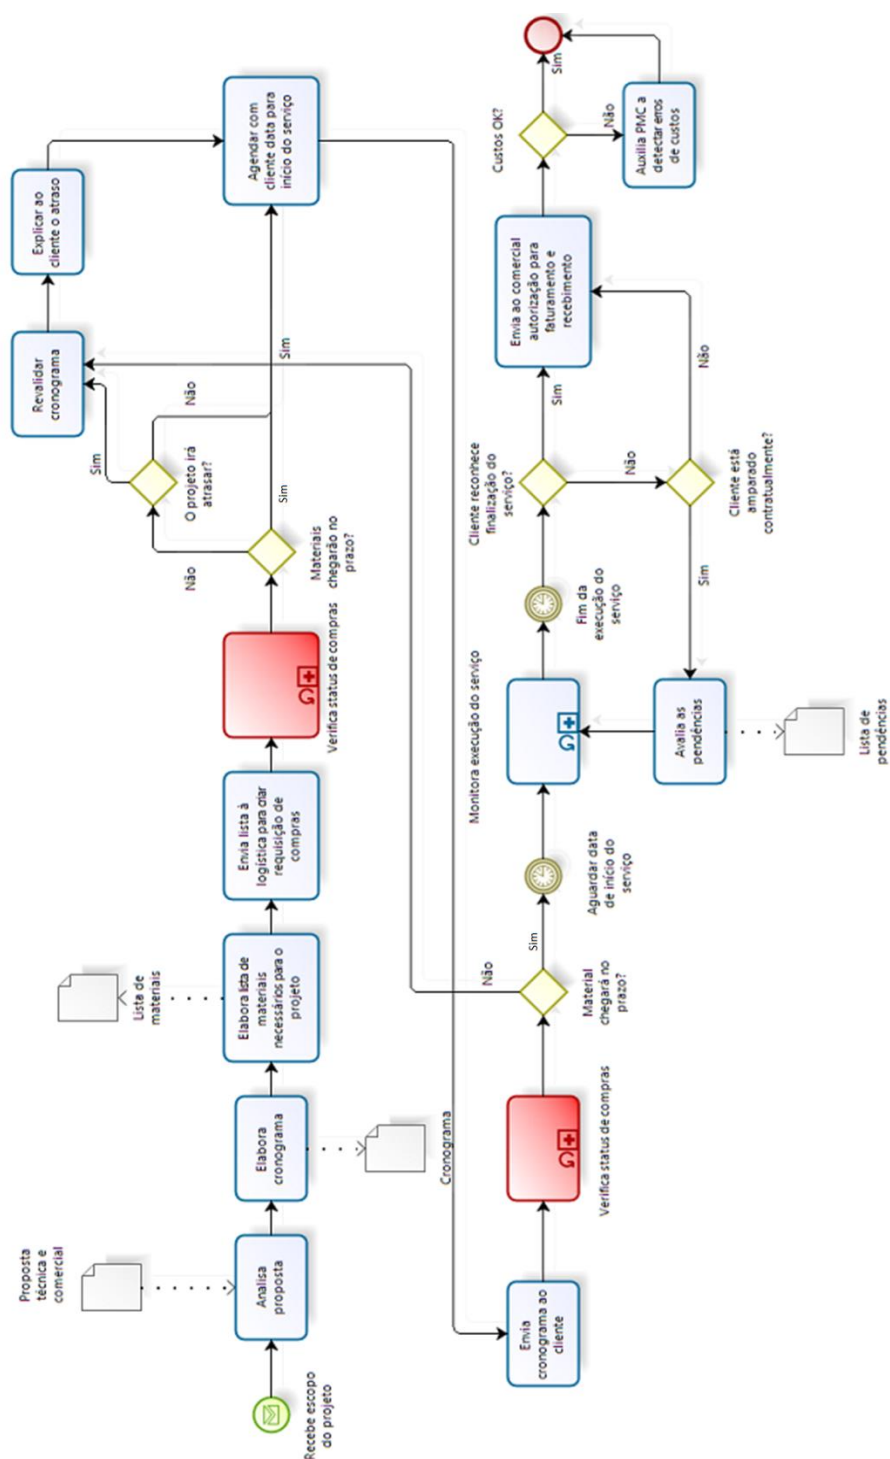 Recebe escopo
do projeto
Proposta
técnica e
comercial
Analisa
proposta
Elabora
cronograma
Cronograma
Lista de
materiais
Elabora lista de
materiais
necessários para o
projeto
Envia lista à
logística para criar
requisição de
compras
Verifica status de compras
Materiais
chegarão no
prazo?
Não
Sim
O projeto irá
atrasar?
Sim
Não
Sim
Revalidar
cronograma
Explicar ao
cliente o atraso
Agendar com
cliente data para
início do serviço
Envia
cronograma ao
cliente
Verifica status de compras
Material
chegará no
prazo?
Não
Sim
Aguardar data
de início do
serviço
Monitora execução do serviço
Fim da
execução do
serviço
Avalia as
pendências
Lista de
pendências
Cliente reconhece
finalização do
serviço?
Sim
Não
Cliente está
amparado
contratualmente?
Sim
Não
Envia ao comercial
autorização para
faturamento e
recebimento
Custos OK?
Sim
Não
Auxilia PMC a
detectar erros
de custos